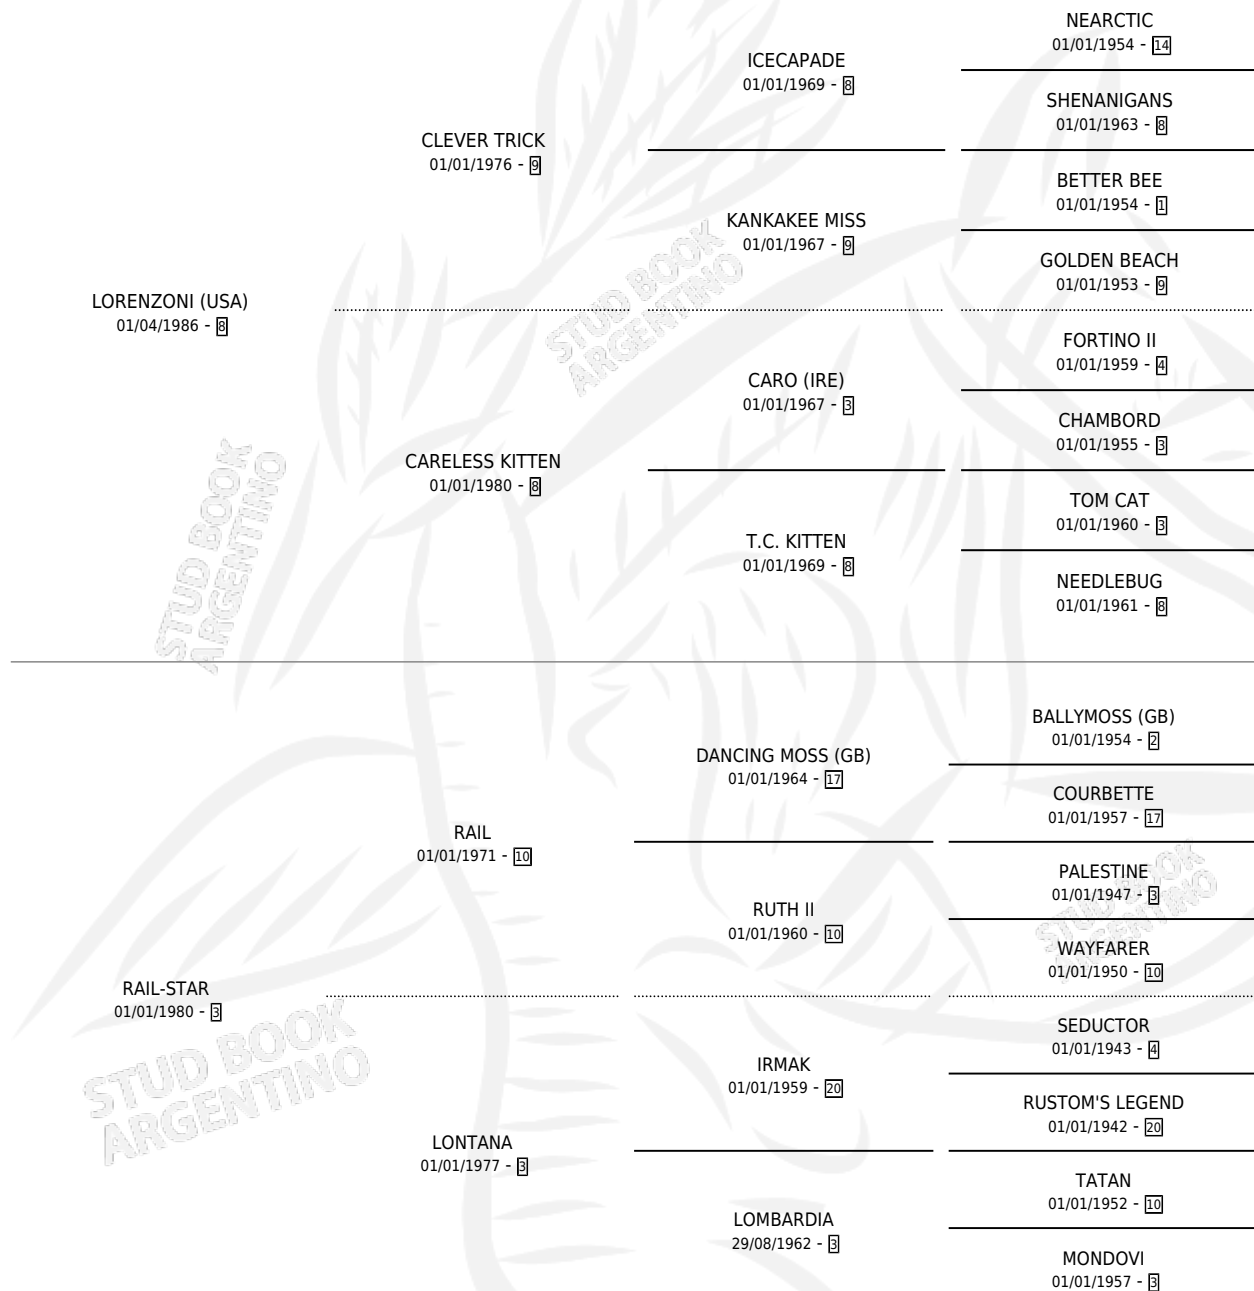 NEARCTIC
01/01/1954 - 14
ICECAPADE
01/01/1969 - 8
SHENANIGANS
01/01/1963 - 8
CLEVER TRICK
01/01/1976 - 9
BETTER BEE
01/01/1954 - 1
KANKAKEE MISS
01/01/1967 - 9
GOLDEN BEACH
01/01/1953 - 9
LORENZONI (USA)
01/04/1986 - 8
FORTINO II
01/01/1959 - 4
CARO (IRE)
01/01/1967 - 3
CHAMBORD
01/01/1955 - 3
CARELESS KITTEN
01/01/1980 - 8
TOM CAT
01/01/1960 - 3
T.C. KITTEN
01/01/1969 - 8
NEEDLEBUG
01/01/1961 - 8
BALLYMOSS (GB)
01/01/1954 - 2
DANCING MOSS (GB)
01/01/1964 - 17
COURBETTE
01/01/1957 - 17
RAIL
01/01/1971 - 10
PALESTINE
01/01/1947 - 3
RUTH II
01/01/1960 - 10
WAYFARER
01/01/1950 - 10
RAIL-STAR
01/01/1980 - 3
SEDUCTOR
01/01/1943 - 4
IRMAK
01/01/1959 - 20
RUSTOM'S LEGEND
01/01/1942 - 20
LONTANA
01/01/1977 - 3
TATAN
01/01/1952 - 10
LOMBARDIA
29/08/1962 - 3
MONDOVI
01/01/1957 - 3
STUD BOOK
ARGENTINO
STUD BOOK
ARGENTINO
STUD BOOK
ARGENTINO
STUD BOOK
ARGENTINO